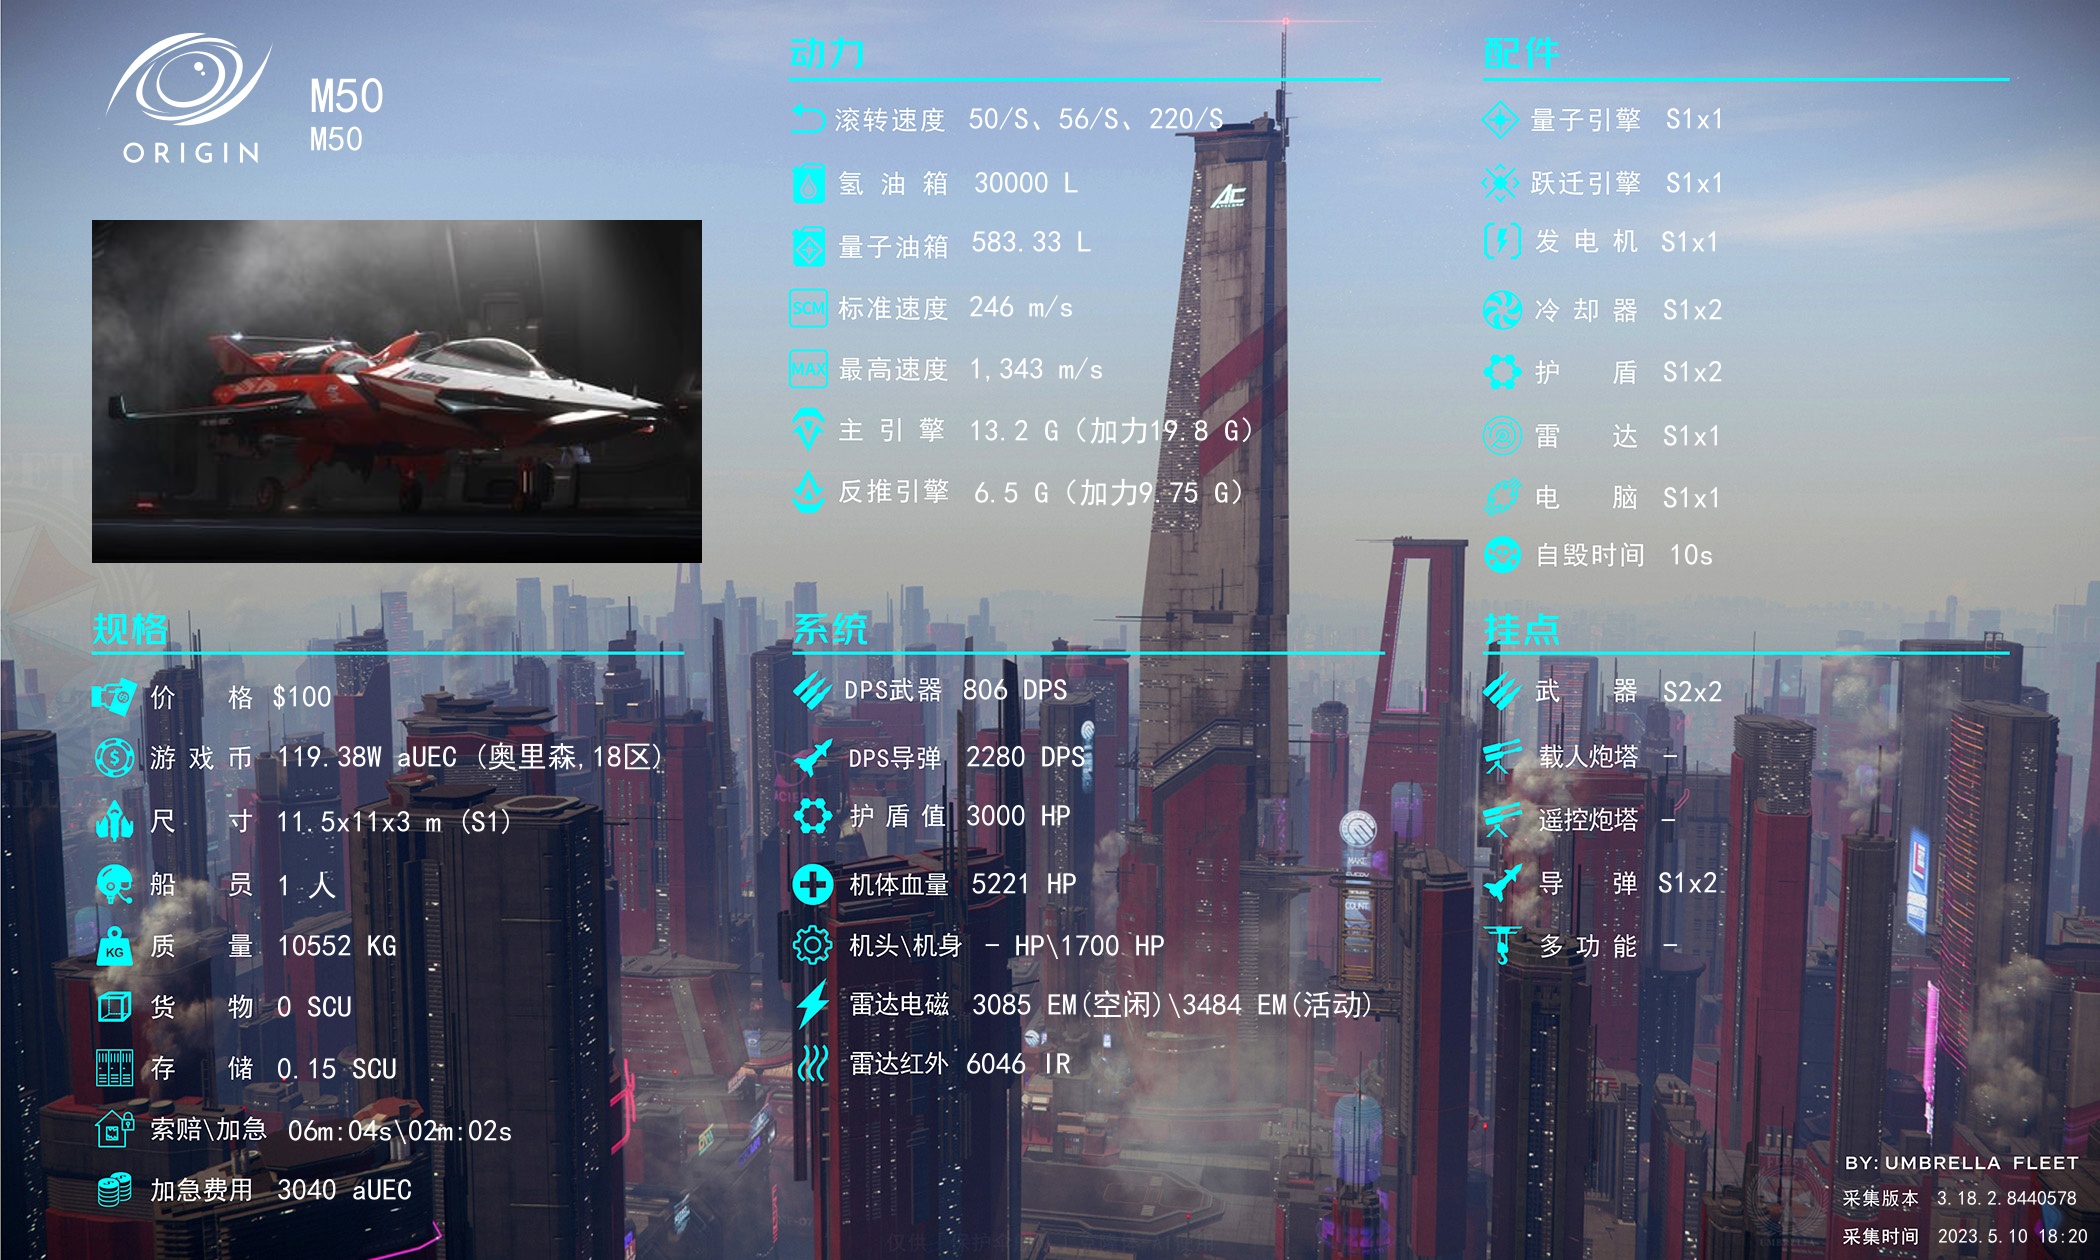 ORIGIN
M50
M50
动力
滚转速度 50/S、56/S、220/S
氢油箱 30000 L
量子油箱 583.33 L
SCM 标准速度 246 m/s
MAX 最高速度 1,343 m/s
主引擎 13.2 G（加力19.8 G）
反推引擎 6.5 G（加力9.75 G）
配件
量子引擎 S1x1
跃迁引擎 S1x1
发电机 S1x1
冷却器 S1x2
护盾 S1x2
雷达 S1x1
电脑 S1x1
自毁时间 10s
规格
价格 $100
游戏币 119.38W aUEC (奥里森,18区)
尺寸 11.5x11x3 m (S1)
船员 1 人
KG 质量 10552 KG
货物 0 SCU
存储 0.15 SCU
索赔\加急 06m:04s\02m:02s
加急费用 3040 aUEC
系统
DPS武器 806 DPS
DPS导弹 2280 DPS
护盾值 3000 HP
机体血量 5221 HP
机头\机身 - HP\1700 HP
雷达电磁 3085 EM(空闲)\3484 EM(活动)
雷达红外 6046 IR
挂点
武器 S2x2
载人炮塔 -
遥控炮塔 -
导弹 S1x2
多功能 -
AC
MAKE
EVERY
COUNT
BY: UMBRELLA FLEET
采集版本 3.18.2.8440578
采集时间 2023.5.10 18:20